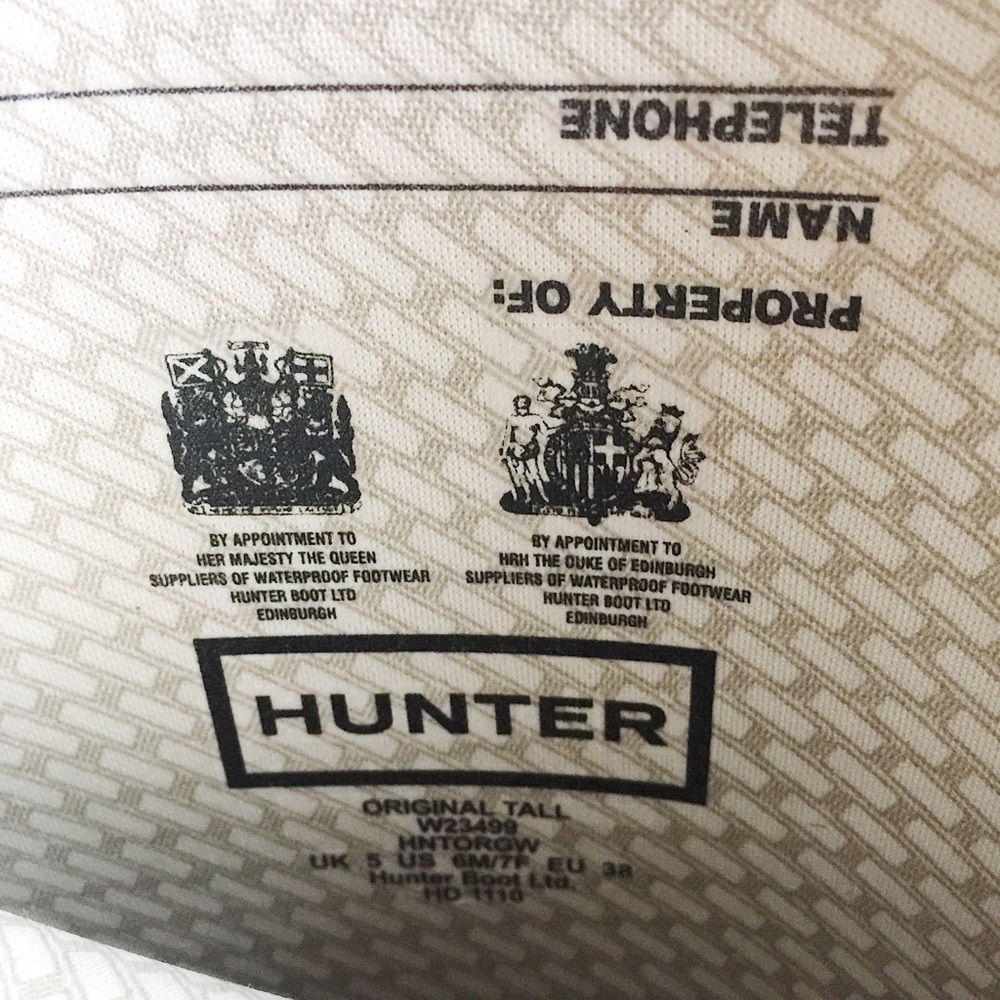 TELEPHONE
NAME
PROPERTY OF:
BY APPOINTMENT TO
HER MAJESTY THE QUEEN
SUPPLIERS OF WATERPROOF FOOTWEAR
HUNTER BOOT LTD
EDINBURGH
BY APPOINTMENT TO
HRH THE DUKE OF EDINBURGH
SUPPLIERS OF WATERPROOF FOOTWEAR
HUNTER BOOT LTD
EDINBURGH
HUNTER
ORIGINAL TALL
W23499
HNTORGW
UK 5 US 6M/7F EU 38
Hunter Boot Ltd.
HD 1110